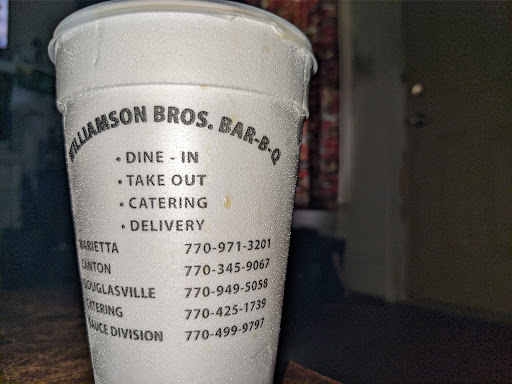 WILLIAMSON BROS. BAR-B-Q
• DINE - IN
• TAKE OUT
• CATERING
• DELIVERY
MARIETTA 770-971-3201
CANTON 770-345-9067
DOUGLASVILLE 770-949-5058
CATERING 770-425-1739
SAUCE DIVISION 770-499-9797